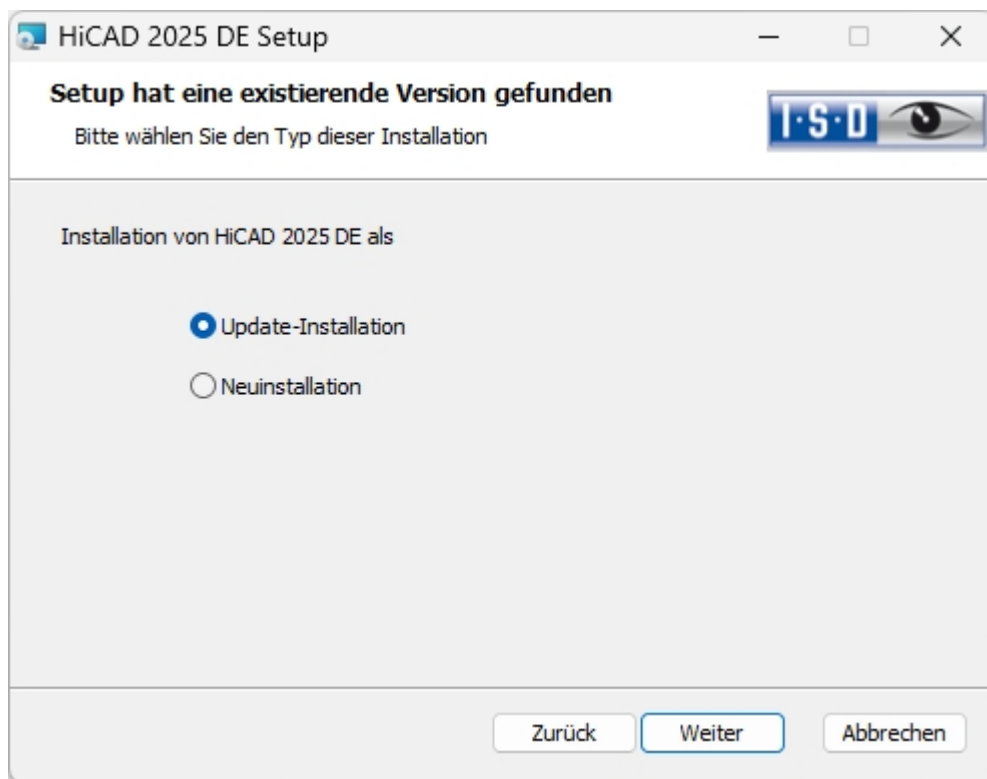 HiCAD 2025 DE Setup
Setup hat eine existierende Version gefunden
Bitte wählen Sie den Typ dieser Installation
I·S·D
Installation von HiCAD 2025 DE als
Update-Installation
Neuinstallation
Zurück Weiter Abbrechen